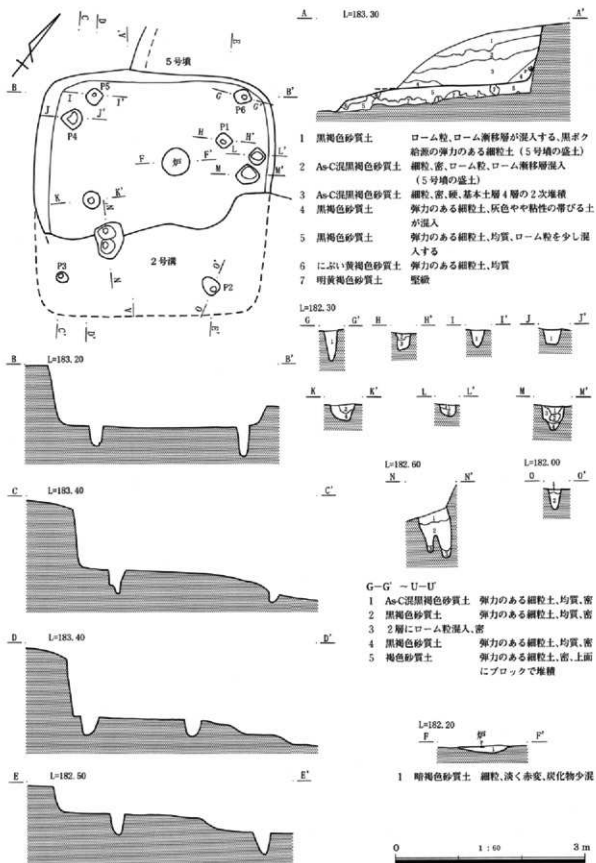 C
D
V
E
5号墳
B
B'
I
P5
J'
J
P4
J'
G
P6
G'
P1
H
H'
L
L'
F
炉
F'
M
M'
K
K'
N
2号溝
P3
N
O'
P2
V
O
C'
D'
E'
A
L=183.30
A'
1 黒褐色砂質土 ローム粒、ローム漸移層が混入する、黒ボク
給源の弾力のある細粒土(5号墳の盛土)
2 As-C混黒褐色砂質土 細粒、密、ローム粒、ローム漸移層混入
(5号墳の盛土)
3 As-C混黒褐色砂質土 細粒、密、硬、基本土層4層の2次堆積
4 黒褐色砂質土 弾力のある細粒土、灰色やや粘性の帯びる土
が混入
5 黒褐色砂質土 弾力のある細粒土、均質、ローム粒を少し混
入する
6 にぶい黄褐色砂質土 弾力のある細粒土、均質
7 明黄褐色砂質土 堅緻
L=182.30
G G' H H' I I' J J'
K K' L L' M M'
L=182.60
N N'
L=182.00
O O'
G-G' ~ U-U'
1 As-C混黒褐色砂質土 弾力のある細粒土、均質、密
2 黒褐色砂質土 弾力のある細粒土、均質、密
3 2層にローム粒混入、密
4 黒褐色砂質土 弾力のある細粒土、均質、密
5 褐色砂質土 弾力のある細粒土、密、上面
にブロックで堆積
L=182.20
F 炉 F'
1 暗褐色砂質土 細粒、淡く赤変、炭化物少混
B L=183.20 B'
C L=183.40 C'
D L=183.40 D'
E L=182.50 E'
0 1:60 3m